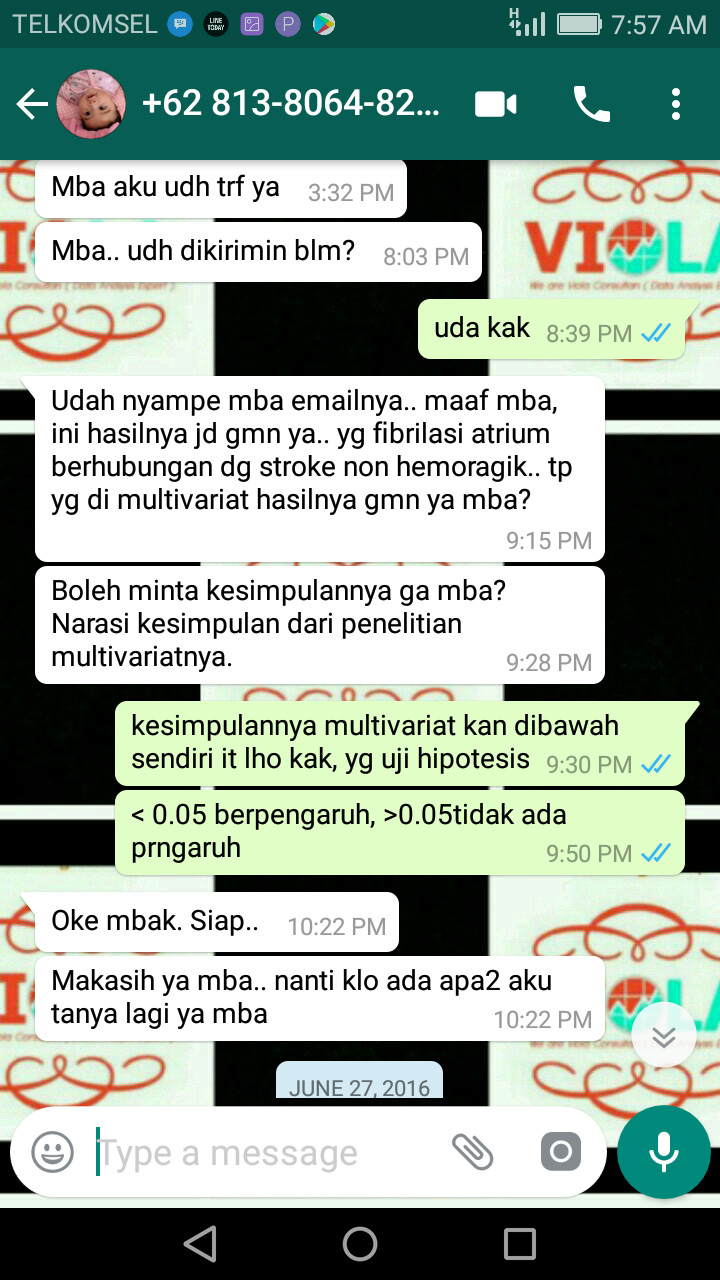 TELKOMSEL
LINE TODAY
P
H
7:57 AM
+62 813-8064-82...
Mba aku udh trf ya 3:32 PM
Mba.. udh dikirimin blm? 8:03 PM
VIOLA
We are Viola Consultan ( Data Analysis
uda kak 8:39 PM
Udah nyampe mba emailnya.. maaf mba,
ini hasilnya jd gmn ya.. yg fibrilasi atrium
berhubungan dg stroke non hemoragik.. tp
yg di multivariat hasilnya gmn ya mba?
9:15 PM
Boleh minta kesimpulannya ga mba?
Narasi kesimpulan dari penelitian
multivariatnya. 9:28 PM
kesimpulannya multivariat kan dibawah
sendiri it lho kak, yg uji hipotesis 9:30 PM
< 0.05 berpengaruh, >0.05tidak ada
prngaruh 9:50 PM
Oke mbak. Siap.. 10:22 PM
Makasih ya mba.. nanti klo ada apa2 aku
tanya lagi ya mba 10:22 PM
JUNE 27, 2016
Type a message